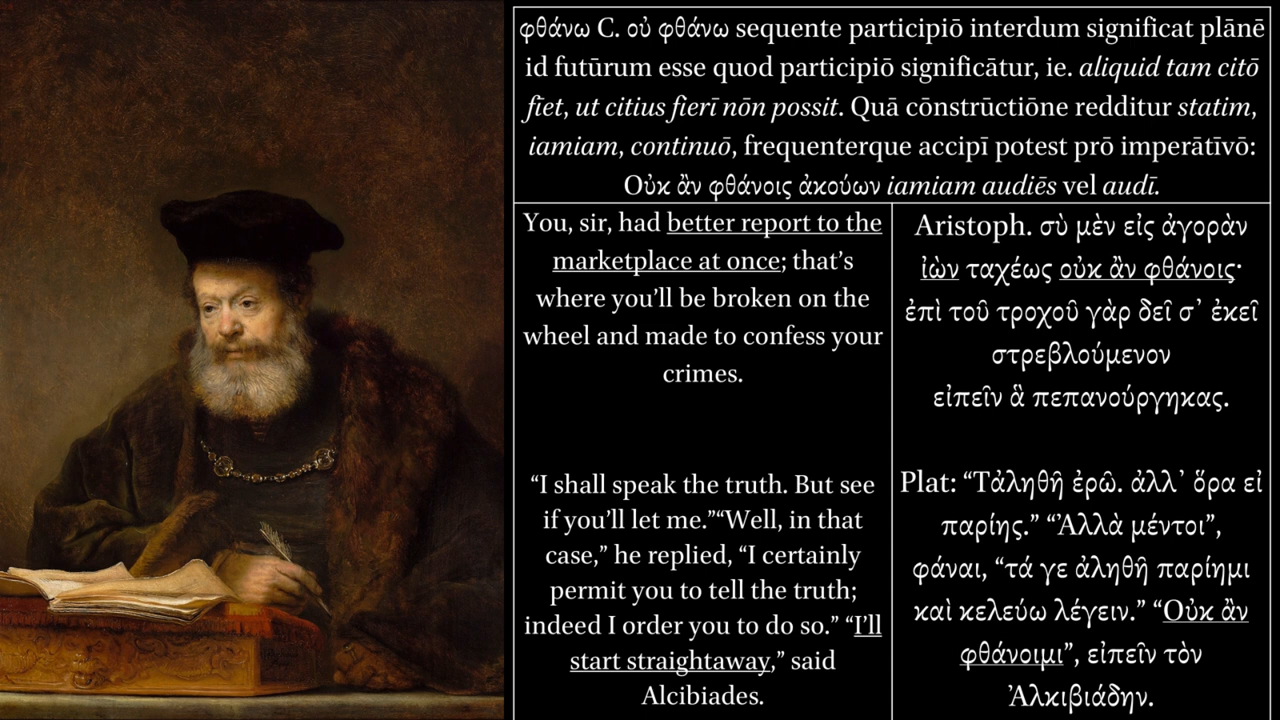 φθάνω C. οὐ φθάνω sequente participiō interdum significat plānē
id futūrum esse quod participiō significātur, ie. aliquid tam citō
fīet, ut citius fierī nōn possit. Quā cōnstrūctiōne redditur statim,
iamiam, continuō, frequenterque accipī potest prō imperātīvō:
Οὐκ ἂν φθάνοις ἀκούων iamiam audiēs vel audī.
You, sir, had better report to the
marketplace at once; that’s
where you’ll be broken on the
wheel and made to confess your
crimes.
Aristoph. σὺ μὲν εἰς ἀγορὰν
ἰὼν ταχέως οὐκ ἂν φθάνοις·
ἐπὶ τοῦ τροχοῦ γὰρ δεῖ σ᾽ ἐκεῖ
στρεβλούμενον
εἰπεῖν ἃ πεπανούργηκας.
“I shall speak the truth. But see
if you’ll let me.”“Well, in that
case,” he replied, “I certainly
permit you to tell the truth;
indeed I order you to do so.” “I’ll
start straightaway,” said
Alcibiades.
Plat: “Τἀληθῆ ἐρῶ. ἀλλ᾽ ὅρα εἰ
παρίης.” “Ἀλλὰ μέντοι”,
φάναι, “τά γε ἀληθῆ παρίημι
καὶ κελεύω λέγειν.” “Οὐκ ἂν
φθάνοιμι”, εἰπεῖν τὸν
Ἀλκιβιάδην.